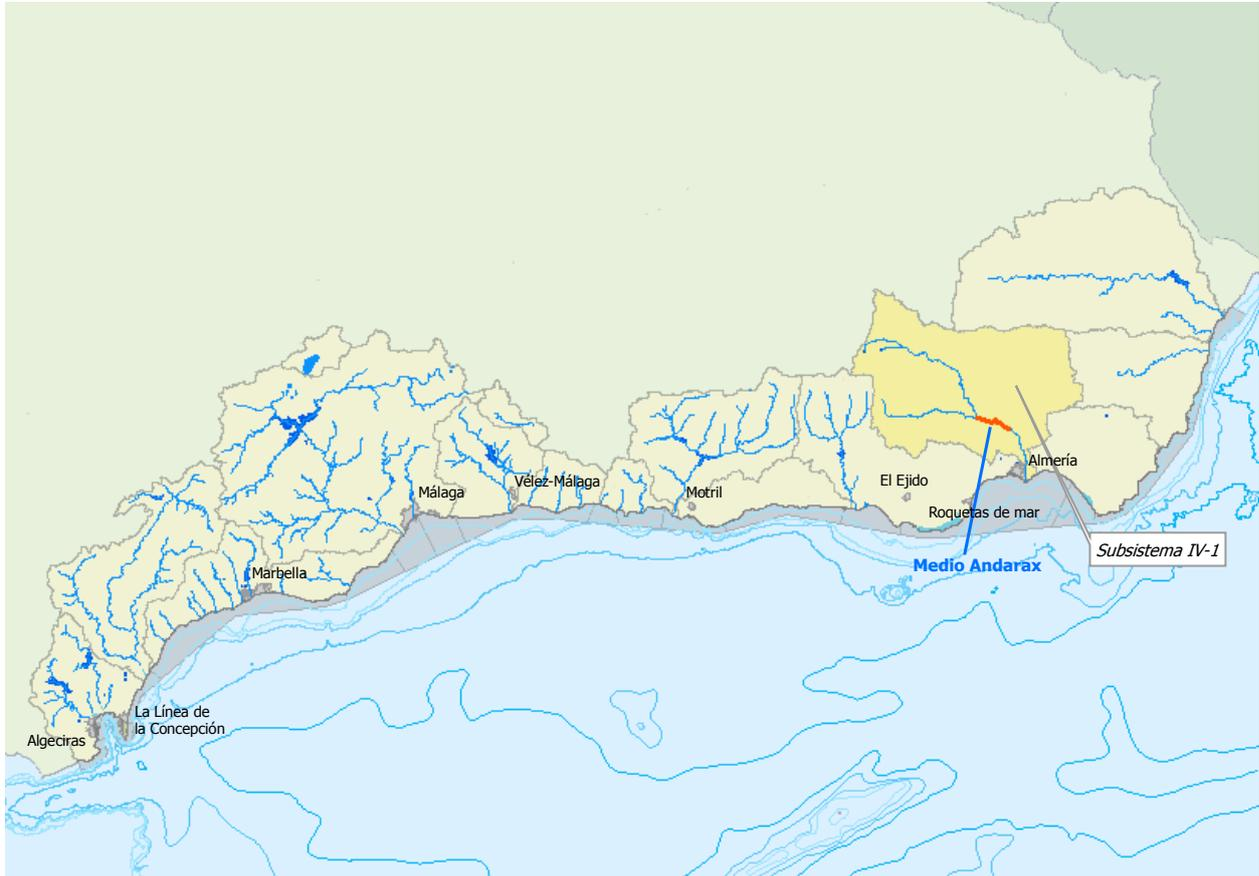 Almería
El Ejido
Málaga
Vélez-Málaga
Motril
Roquetas de mar
Subsistema IV-1
Medio Andarax
Marbella
La Línea de
la Concepción
Algeciras